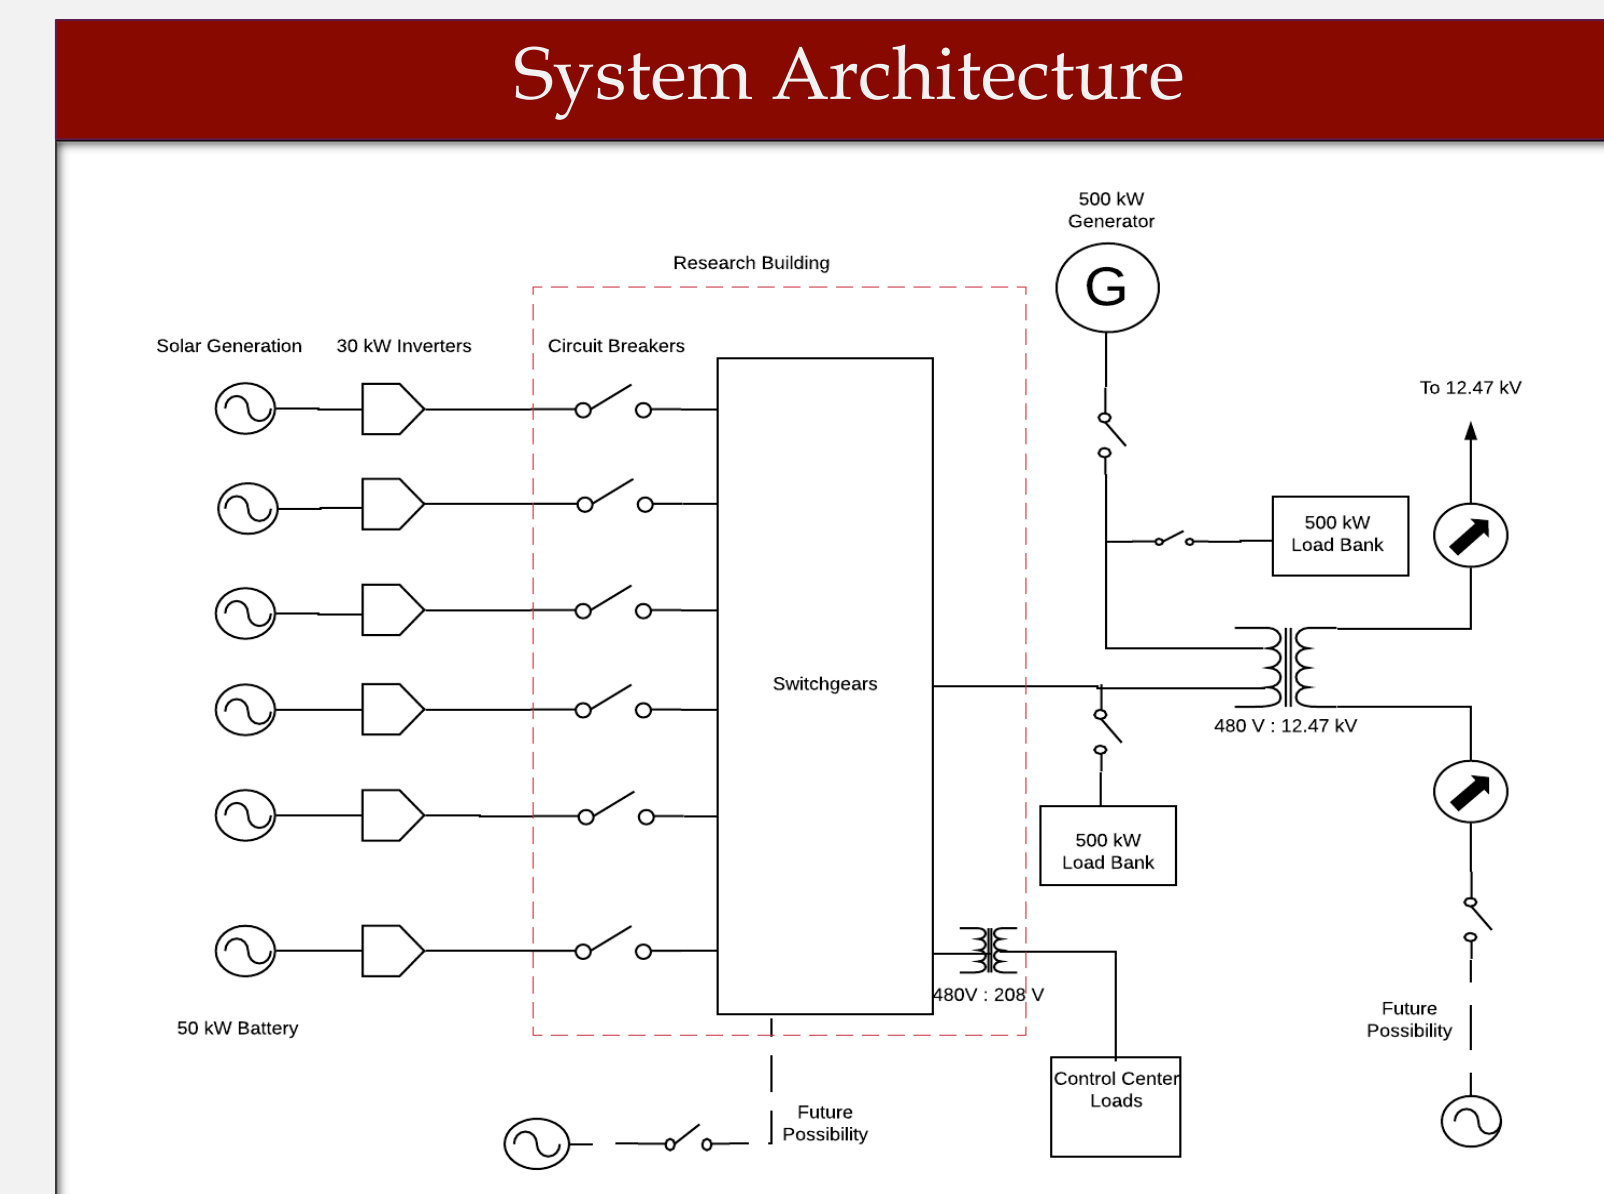 System Architecture
500 kW
Generator
G
Research Building
Solar Generation
30 kW Inverters
Circuit Breakers
To 12.47 kV
500 kW
Load Bank
Switchgears
480 V : 12.47 kV
500 kW
Load Bank
480V : 208 V
50 kW Battery
Future
Possibility
Control Center
Loads
Future
Possibility